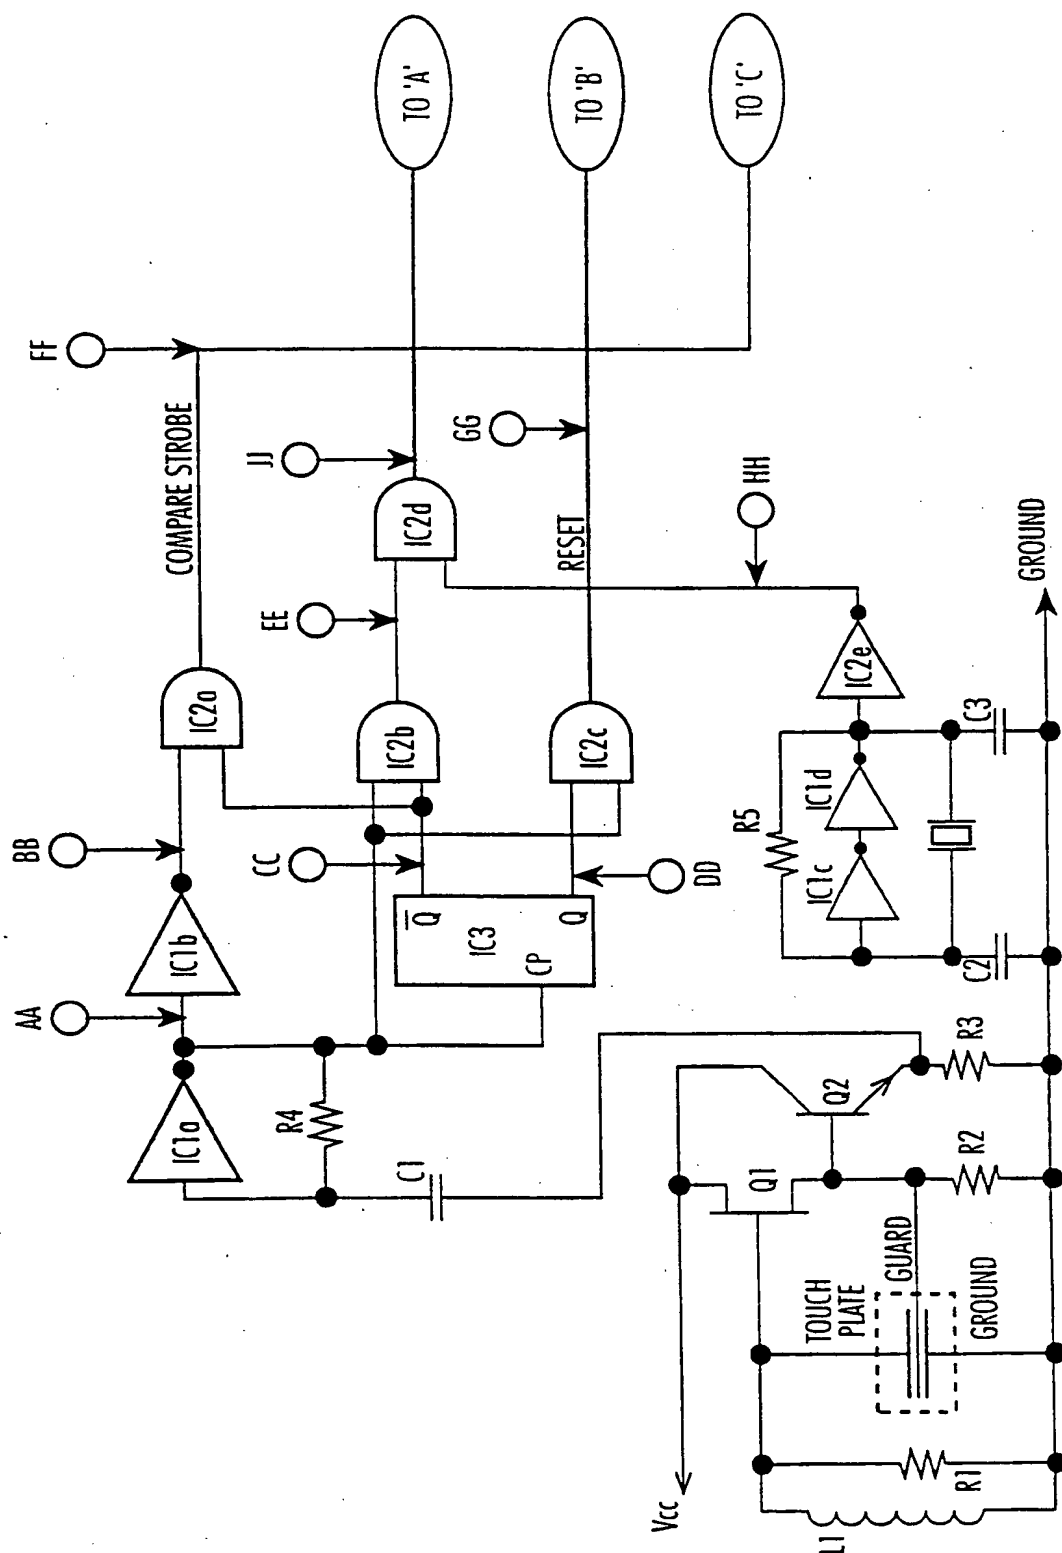 FF
TO 'A'
TO 'B'
TO 'C'
COMPARE STROBE
JJ
GG
HH
IC2d
RESET
GROUND
EE
IC2a
IC2b
IC2c
IC2e
C3
BB
CC
DD
R5
IC1d
IC1c
C2
IC1b
Q
IC3
Q
CP
AA
R3
IC1a
R4
C1
Q2
R2
Q1
TOUCH
PLATE
GUARD
GROUND
R1
Vcc
L1